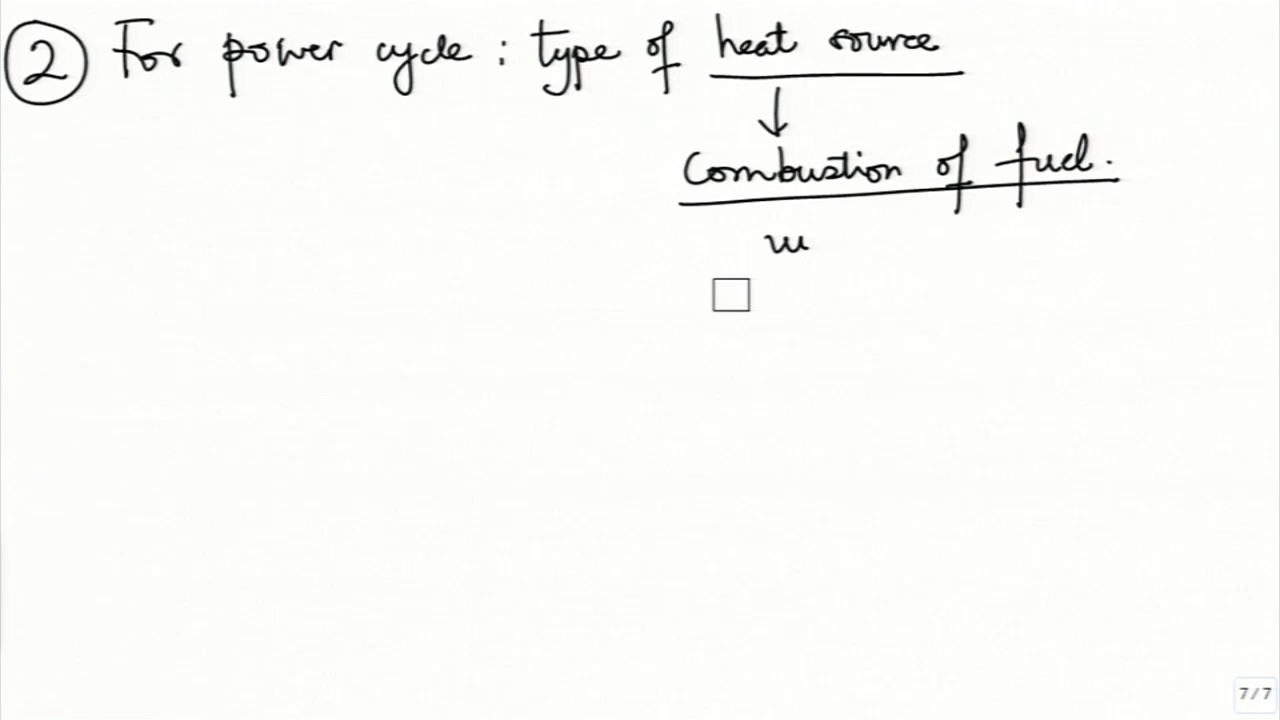 ② For power cycle : type of heat source
↓
Combustion of fuel.
7/7